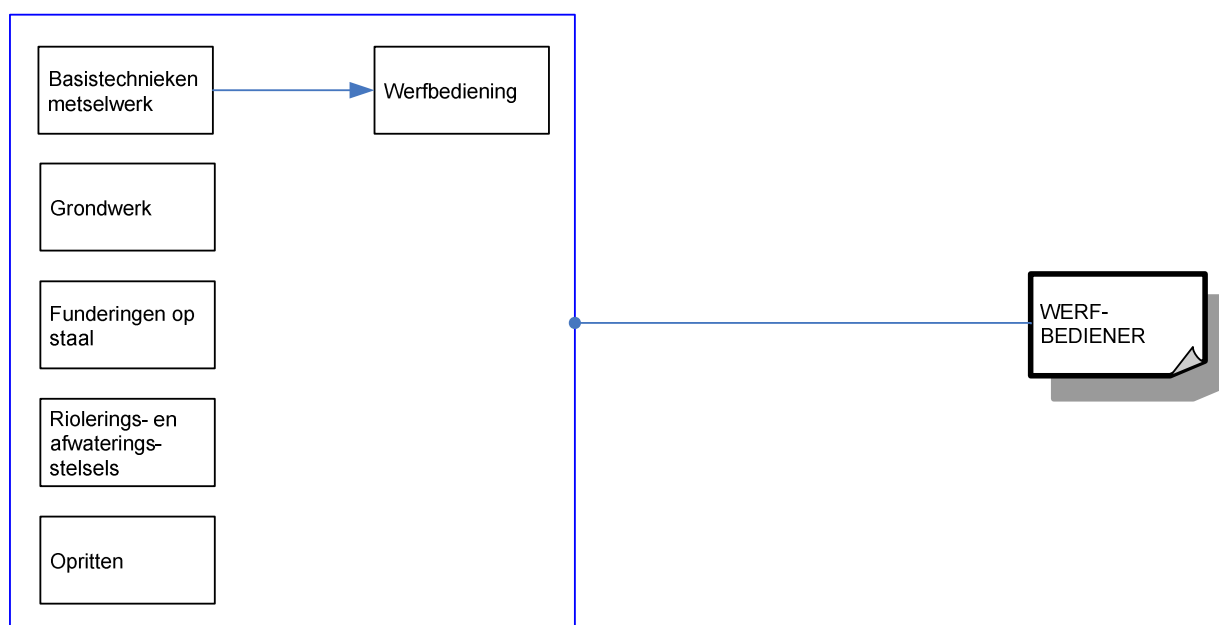 Basistechnieken
metselwerk
Werfbediening
Grondwerk
Funderingen op
staal
Riolerings- en
afwaterings-
stelsels
Opritten
WERF-
BEDIENER